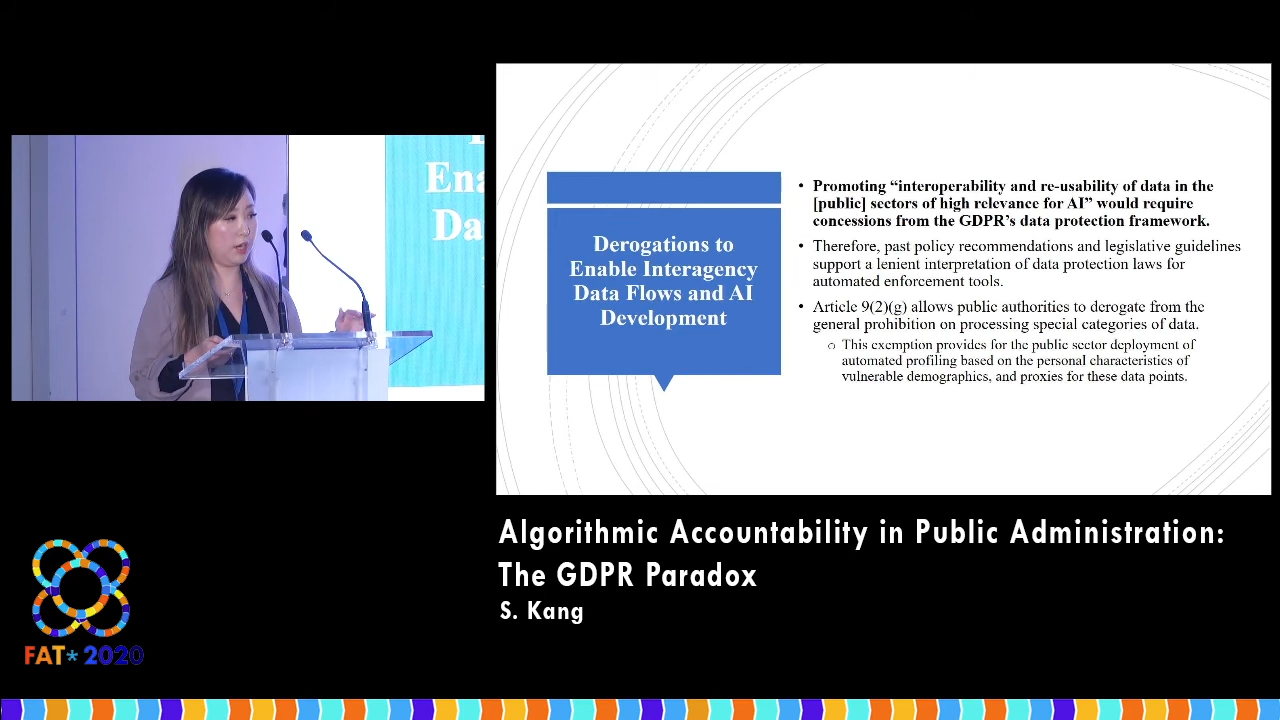 Ena
Da
Derogations to
Enable Interagency
Data Flows and AI
Development
• Promoting “interoperability and re-usability of data in the
[public] sectors of high relevance for AI” would require
concessions from the GDPR’s data protection framework.
• Therefore, past policy recommendations and legislative guidelines
support a lenient interpretation of data protection laws for
automated enforcement tools.
• Article 9(2)(g) allows public authorities to derogate from the
general prohibition on processing special categories of data.
o This exemption provides for the public sector deployment of
automated profiling based on the personal characteristics of
vulnerable demographics, and proxies for these data points.
Algorithmic Accountability in Public Administration:
The GDPR Paradox
S. Kang
FAT* 2020